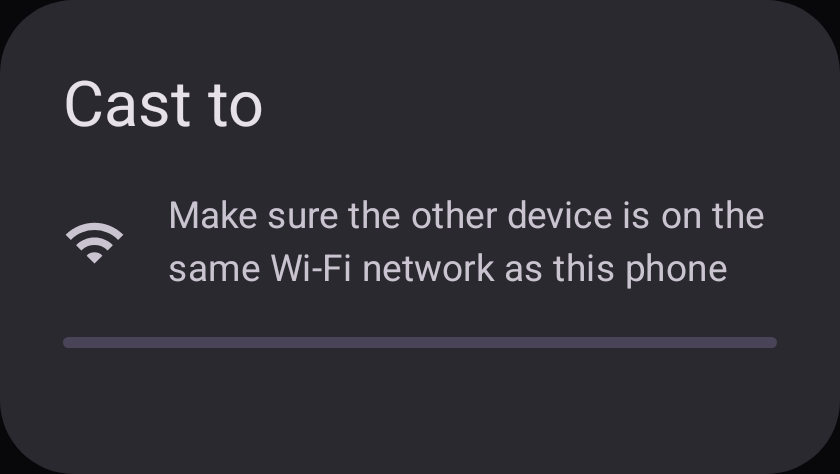 Cast to
Make sure the other device is on the
same Wi-Fi network as this phone